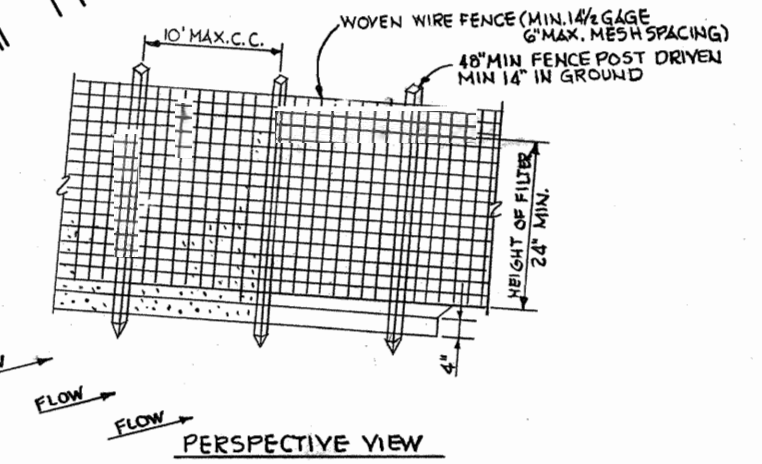 WOVEN WIRE FENCE (MIN. 14½ GAGE
6" MAX. MESH SPACING)
10' MAX. C. C.
48" MIN FENCE POST DRIVEN
MIN 14" IN GROUND
HEIGHT OF FILTER
24" MIN.
4"
FLOW
FLOW
PERSPECTIVE VIEW